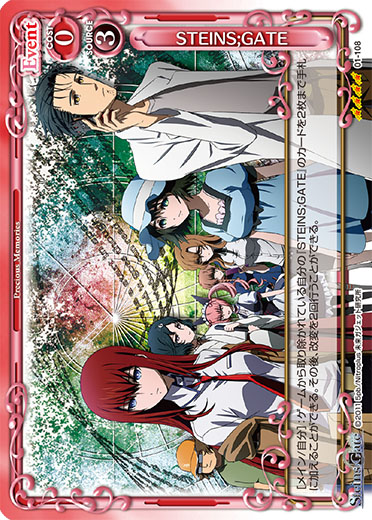 Event
COST
0
SOURCE
3
STEINS;GATE
Precious Memories
［メイン/自分］：ゲームから取り除かれている自分の「STEINS;GATE」のカードを２枚まで手札
に加えることができる。その後、改変を２回行うことができる。
Steins Gate
©2011 5pb./Nitroplus 未来ガジェット研究所
01-108